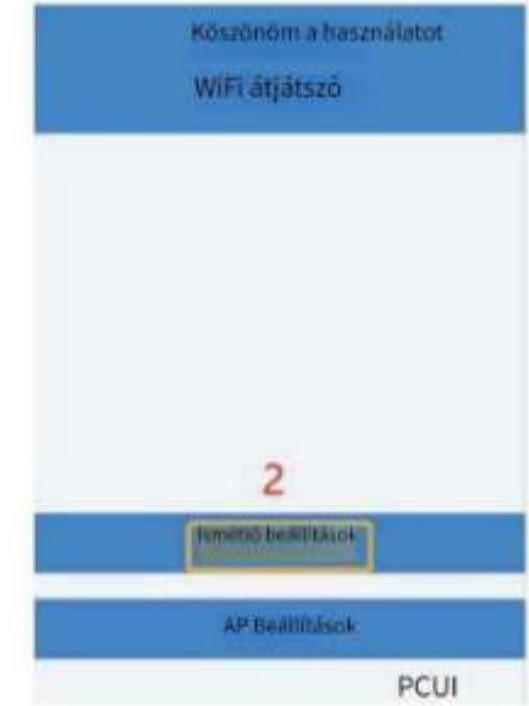 Köszönöm a használatot
WiFi átjátszó
2
Ismétlő beállítások
AP Beállítások
PCUI